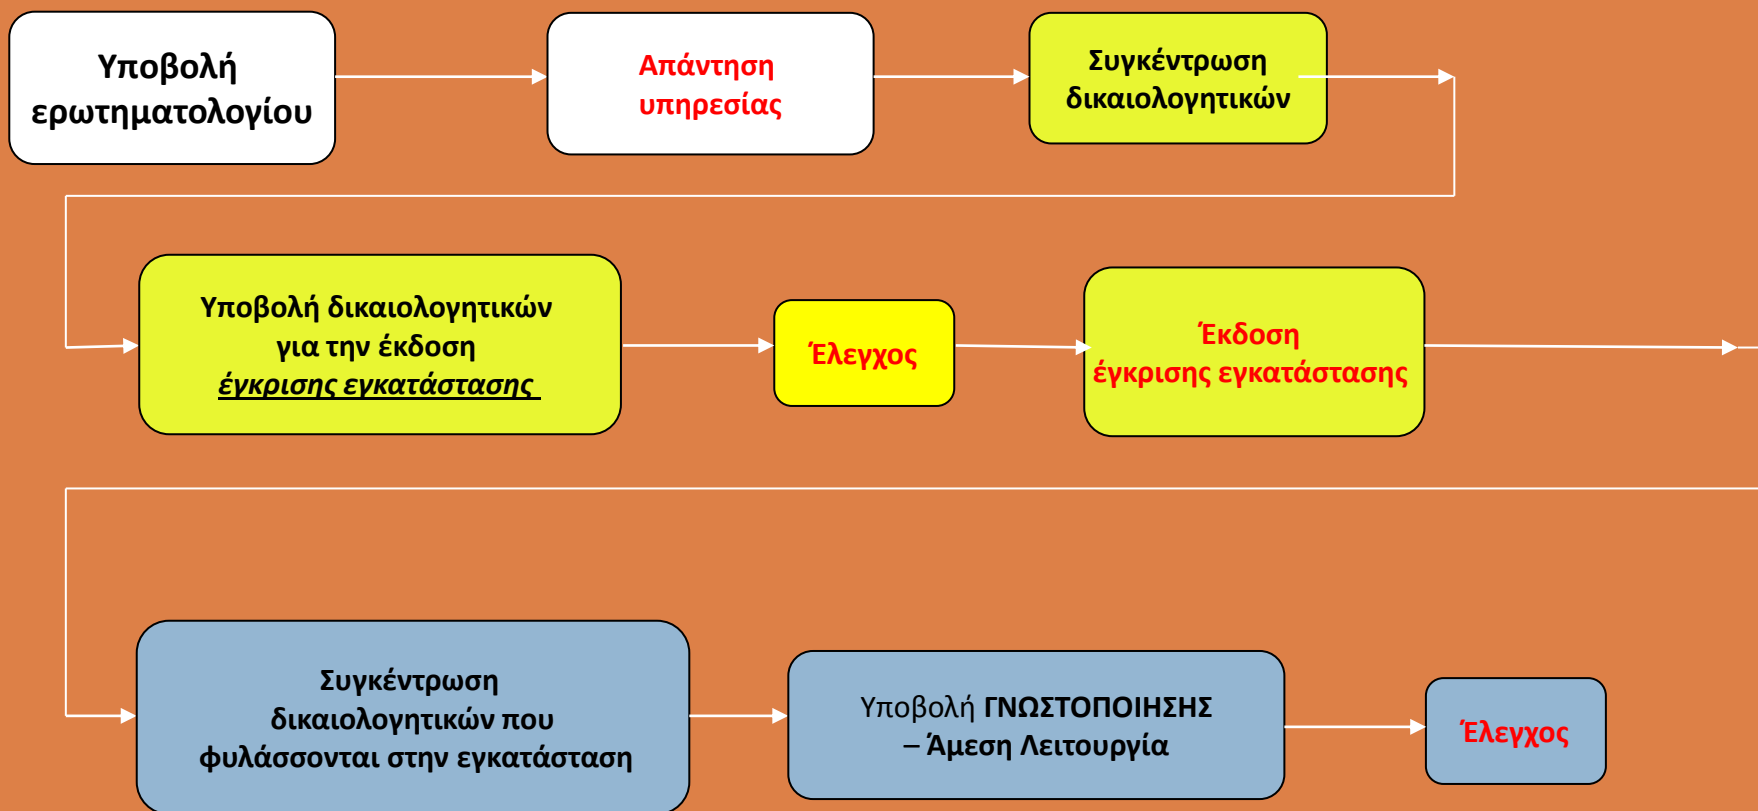 Υποβολή
ερωτηματολογίου
Απάντηση
υπηρεσίας
Συγκέντρωση
δικαιολογητικών
Υποβολή δικαιολογητικών
για την έκδοση
έγκρισης εγκατάστασης
Έλεγχος
Έκδοση
έγκρισης εγκατάστασης
Συγκέντρωση
δικαιολογητικών που
φυλάσσονται στην εγκατάσταση
Υποβολή ΓΝΩΣΤΟΠΟΙΗΣΗΣ
– Άμεση Λειτουργία
Έλεγχος